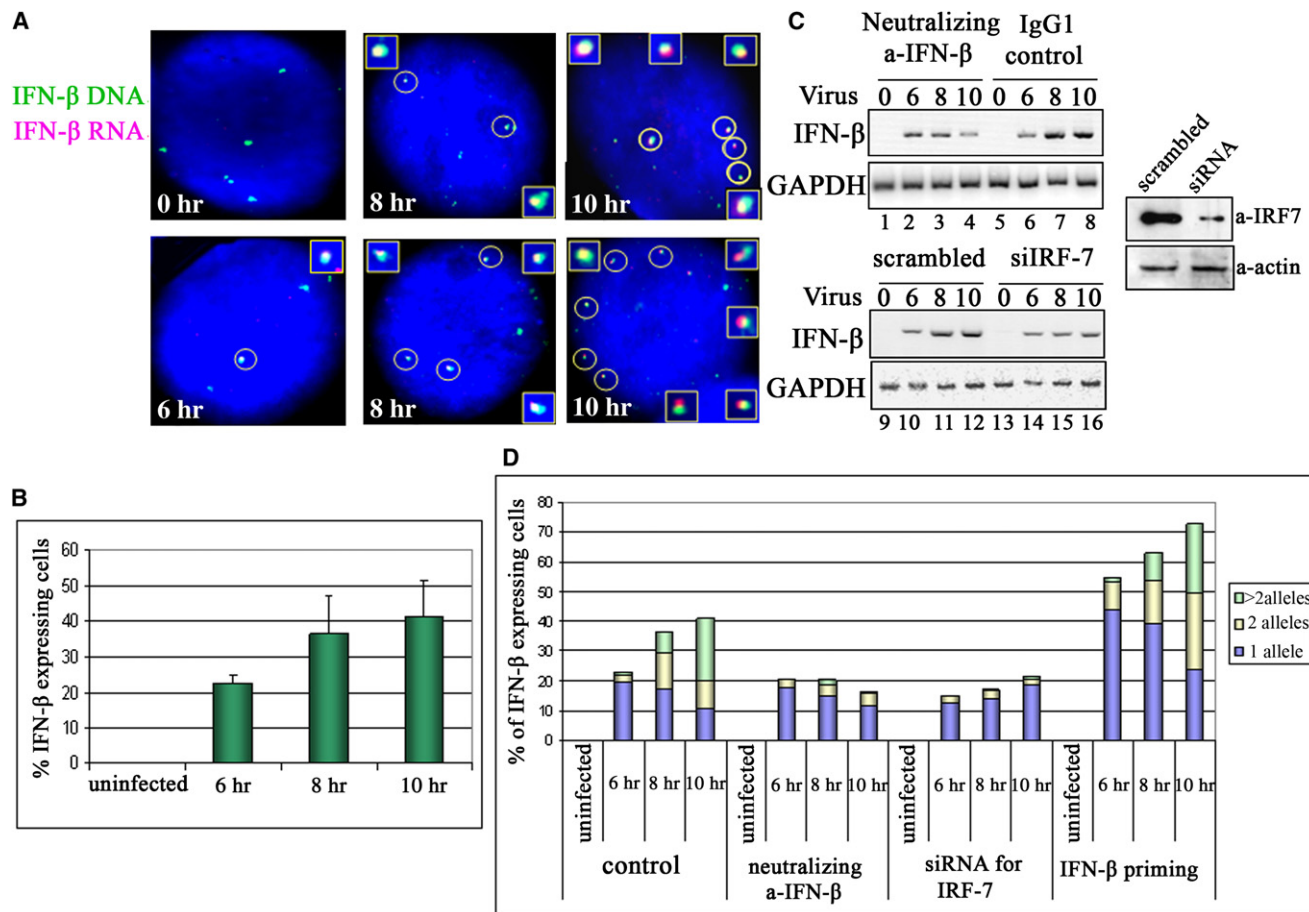 A
IFN-β DNA
IFN-β RNA
0 hr
8 hr
10 hr
6 hr
8 hr
10 hr
B
% IFN-β expressing cells
60
50
40
30
20
10
0
uninfected 6 hr 8 hr 10 hr
C
Neutralizing a-IFN-β
IgG1 control
Virus 0 6 8 10 0 6 8 10
IFN-β
GAPDH
1 2 3 4 5 6 7 8
scrambled siIRF-7
Virus 0 6 8 10 0 6 8 10
IFN-β
GAPDH
9 10 11 12 13 14 15 16
scrambled siRNA
a-IRF7
a-actin
D
% of IFN-β expressing cells
80
70
60
50
40
30
20
10
0
uninfected 6 hr 8 hr 10 hr uninfected 6 hr 8 hr 10 hr uninfected 6 hr 8 hr 10 hr uninfected 6 hr 8 hr 10 hr
control
neutralizing a-IFN-β
siRNA for IRF-7
IFN-β priming
>2alleles
2 alleles
1 allele